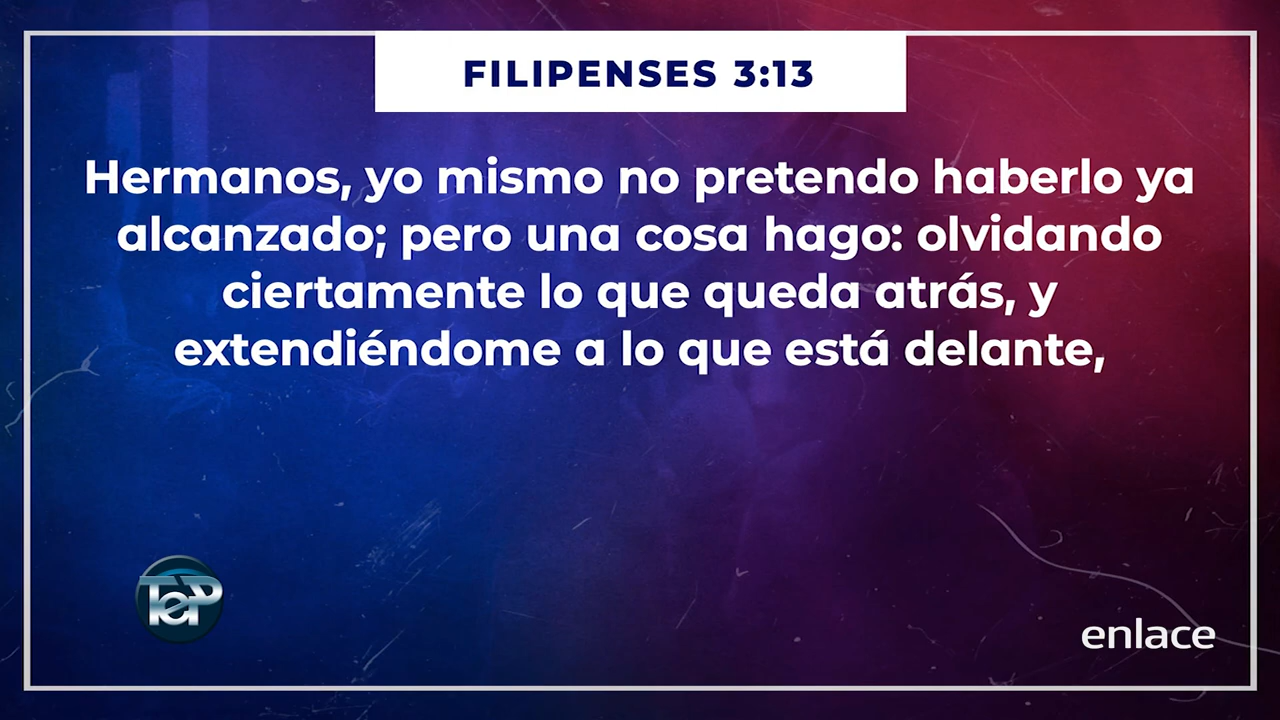 FILIPENSES 3:13
Hermanos, yo mismo no pretendo haberlo ya
alcanzado; pero una cosa hago: olvidando
ciertamente lo que queda atrás, y
extendiéndome a lo que está delante,
TeP
enlace